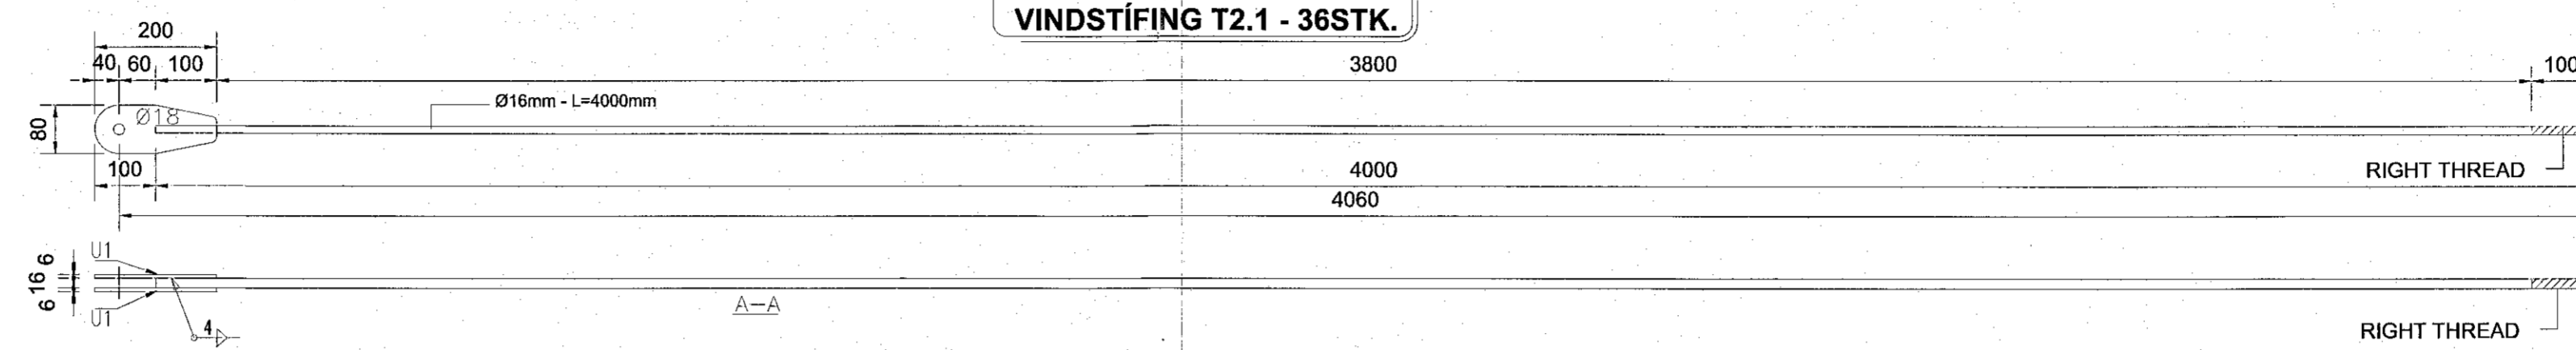 VINDSTÍFING T2.1 - 36STK.
200
40 60 100 3800 100
Ø16mm - L=4000mm
Ø18
80
100 4000 RIGHT THREAD
4060
U1
6
16
6
U1
A-A
4
RIGHT THREAD